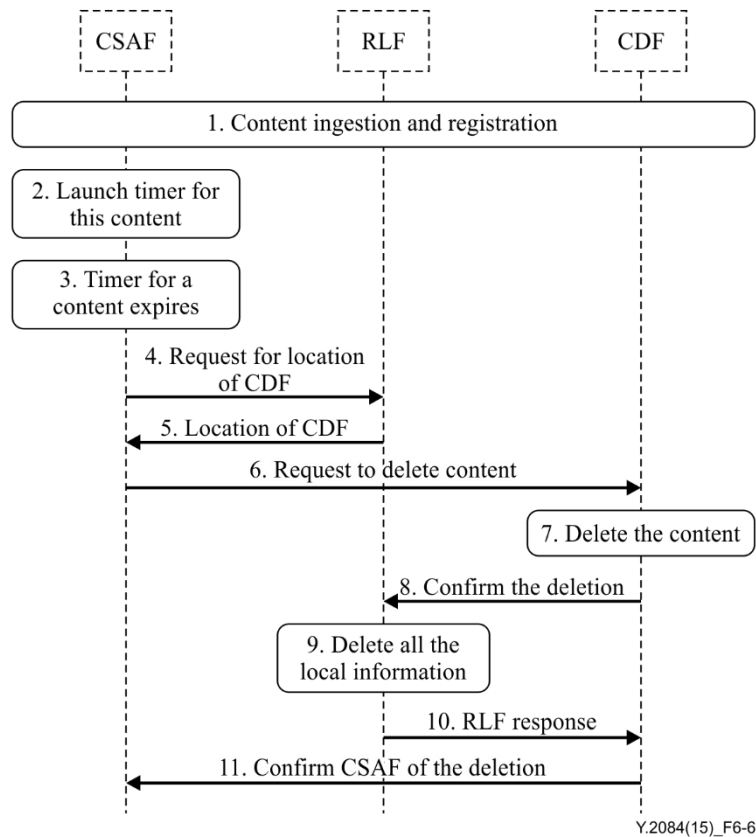 CSAF RLF CDF
1. Content ingestion and registration
2. Launch timer for
this content
3. Timer for a
content expires
4. Request for location
of CDF
5. Location of CDF
6. Request to delete content
7. Delete the content
8. Confirm the deletion
9. Delete all the
local information
10. RLF response
11. Confirm CSAF of the deletion
Y.2084(15)_F6-6